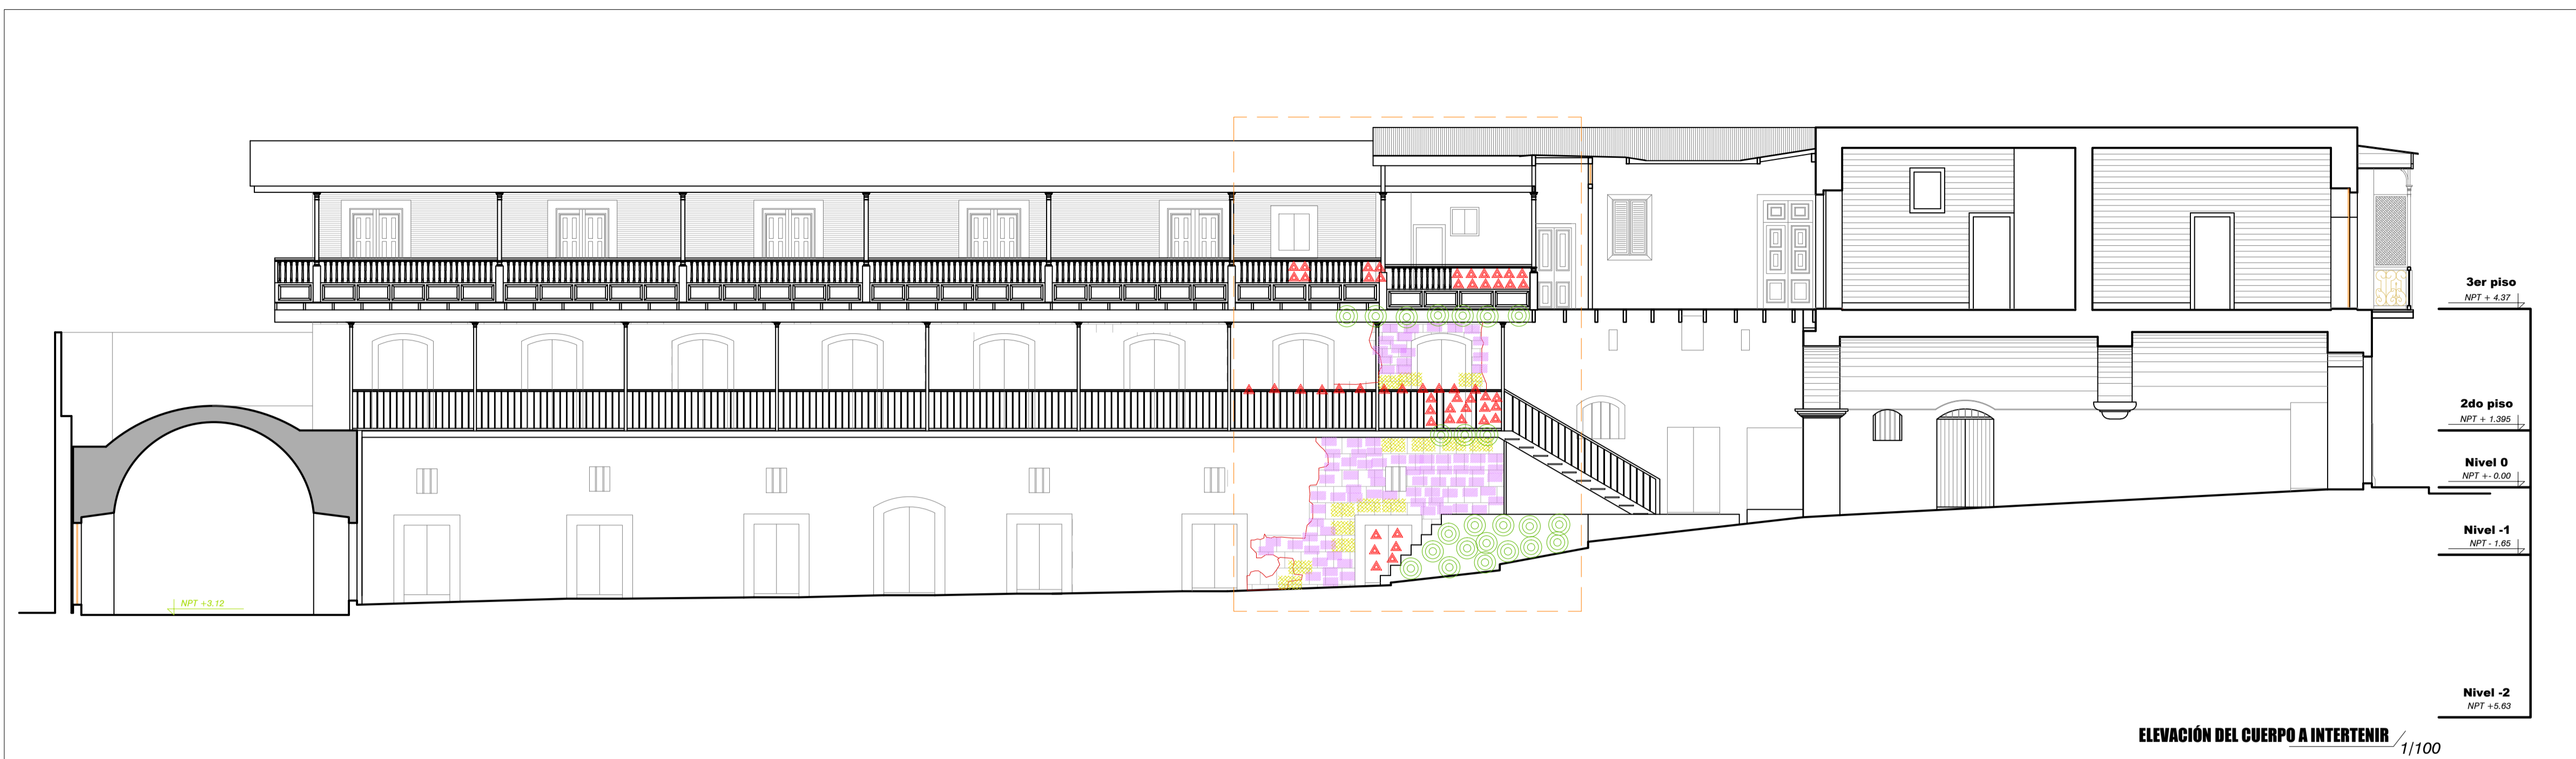 3er piso
NPT + 4.37
2do piso
NPT + 1.395
Nivel 0
NPT +- 0.00
Nivel -1
NPT - 1.65
NPT +3.12
Nivel -2
NPT +5.63
ELEVACIÓN DEL CUERPO A INTERTENIR
1/100